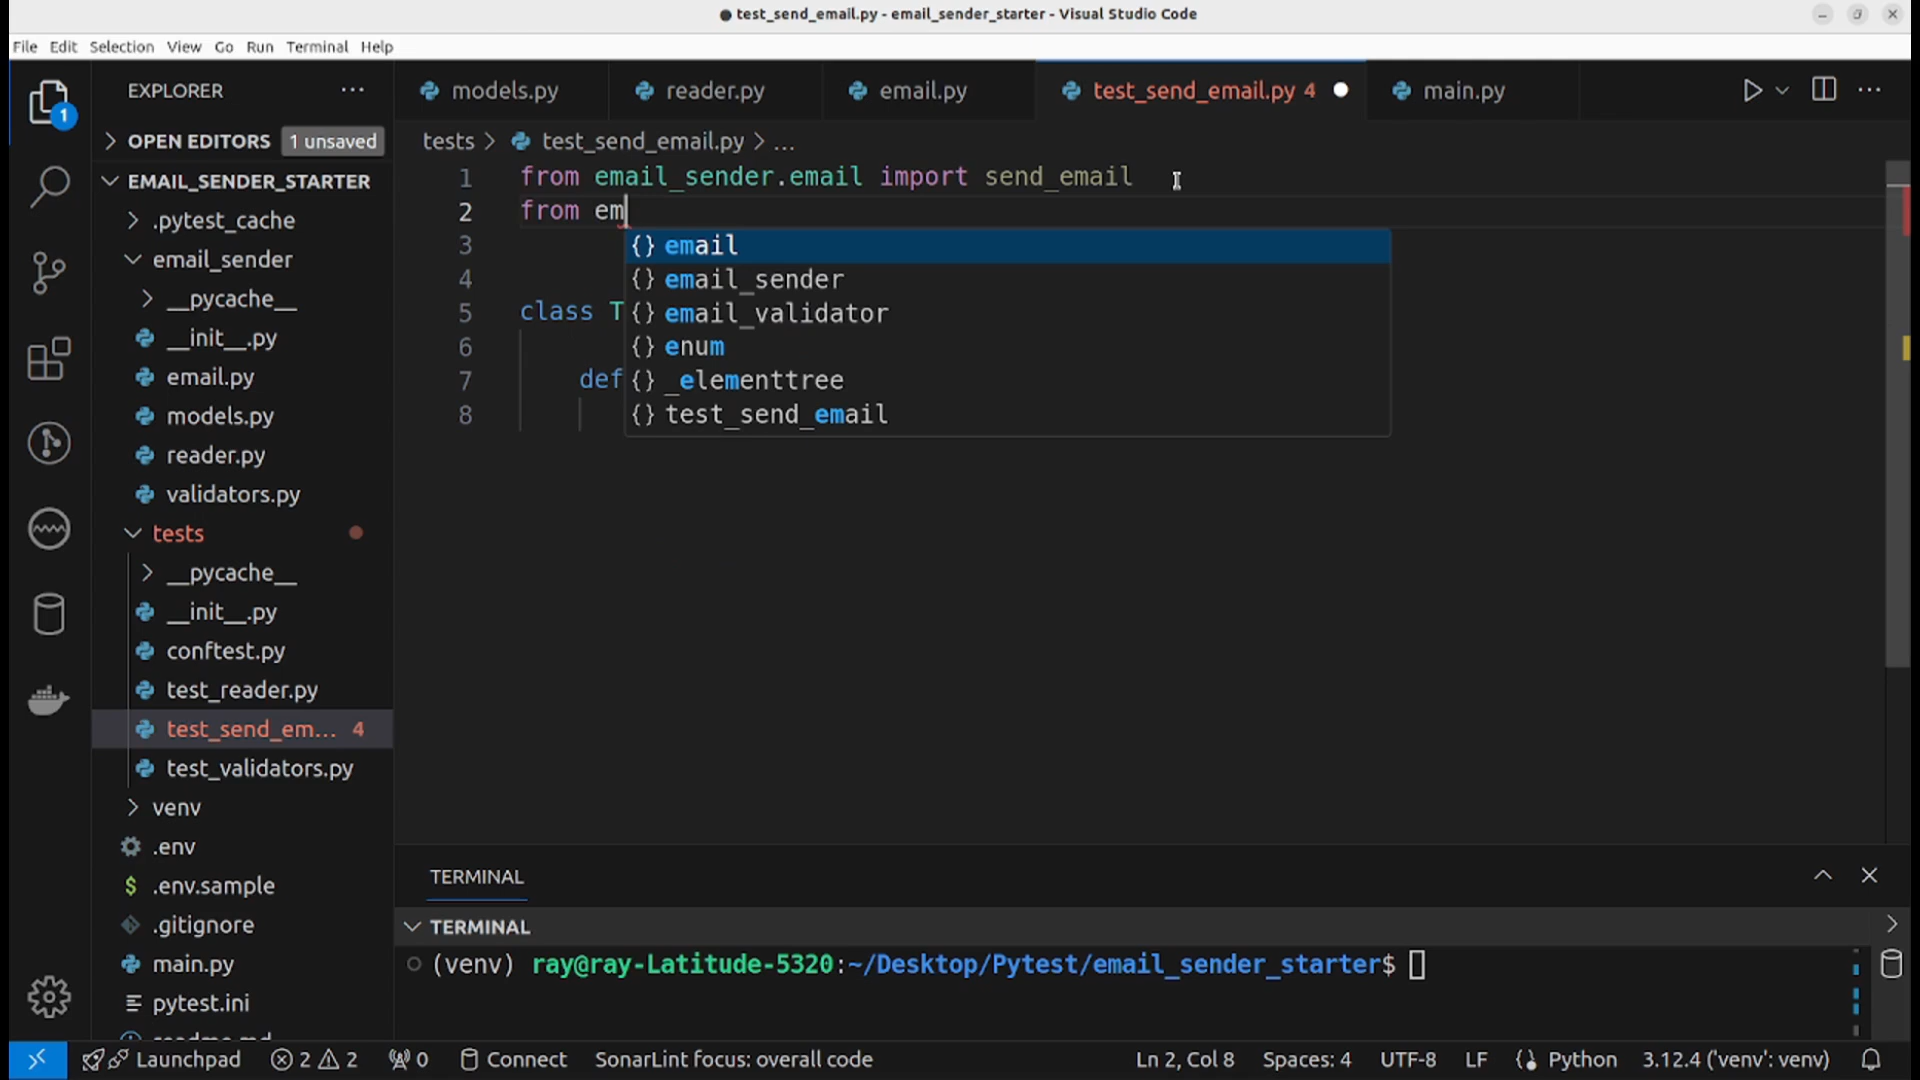 test_send_email.py - email_sender_starter - Visual Studio Code
File Edit Selection View Go Run Terminal Help
EXPLORER
OPEN EDITORS 1 unsaved
EMAIL_SENDER_STARTER
.pytest_cache
email_sender
__pycache__
__init__.py
email.py
models.py
reader.py
validators.py
tests
__pycache__
__init__.py
conftest.py
test_reader.py
test_send_em... 4
test_validators.py
venv
.env
.env.sample
.gitignore
main.py
pytest.ini
1
models.py reader.py email.py test_send_email.py 4 main.py
tests > test_send_email.py > ...
1 from email_sender.email import send_email
2 from em
3
4
5 class T
6
7 def
8
{} email
{} email_sender
{} email_validator
{} enum
{} _elementtree
{} test_send_email
TERMINAL
TERMINAL
(venv) ray@ray-Latitude-5320:~/Desktop/Pytest/email_sender_starter$
Launchpad 2 2 0 Connect SonarLint focus: overall code Ln 2, Col 8 Spaces: 4 UTF-8 LF Python 3.12.4 ('venv': venv)